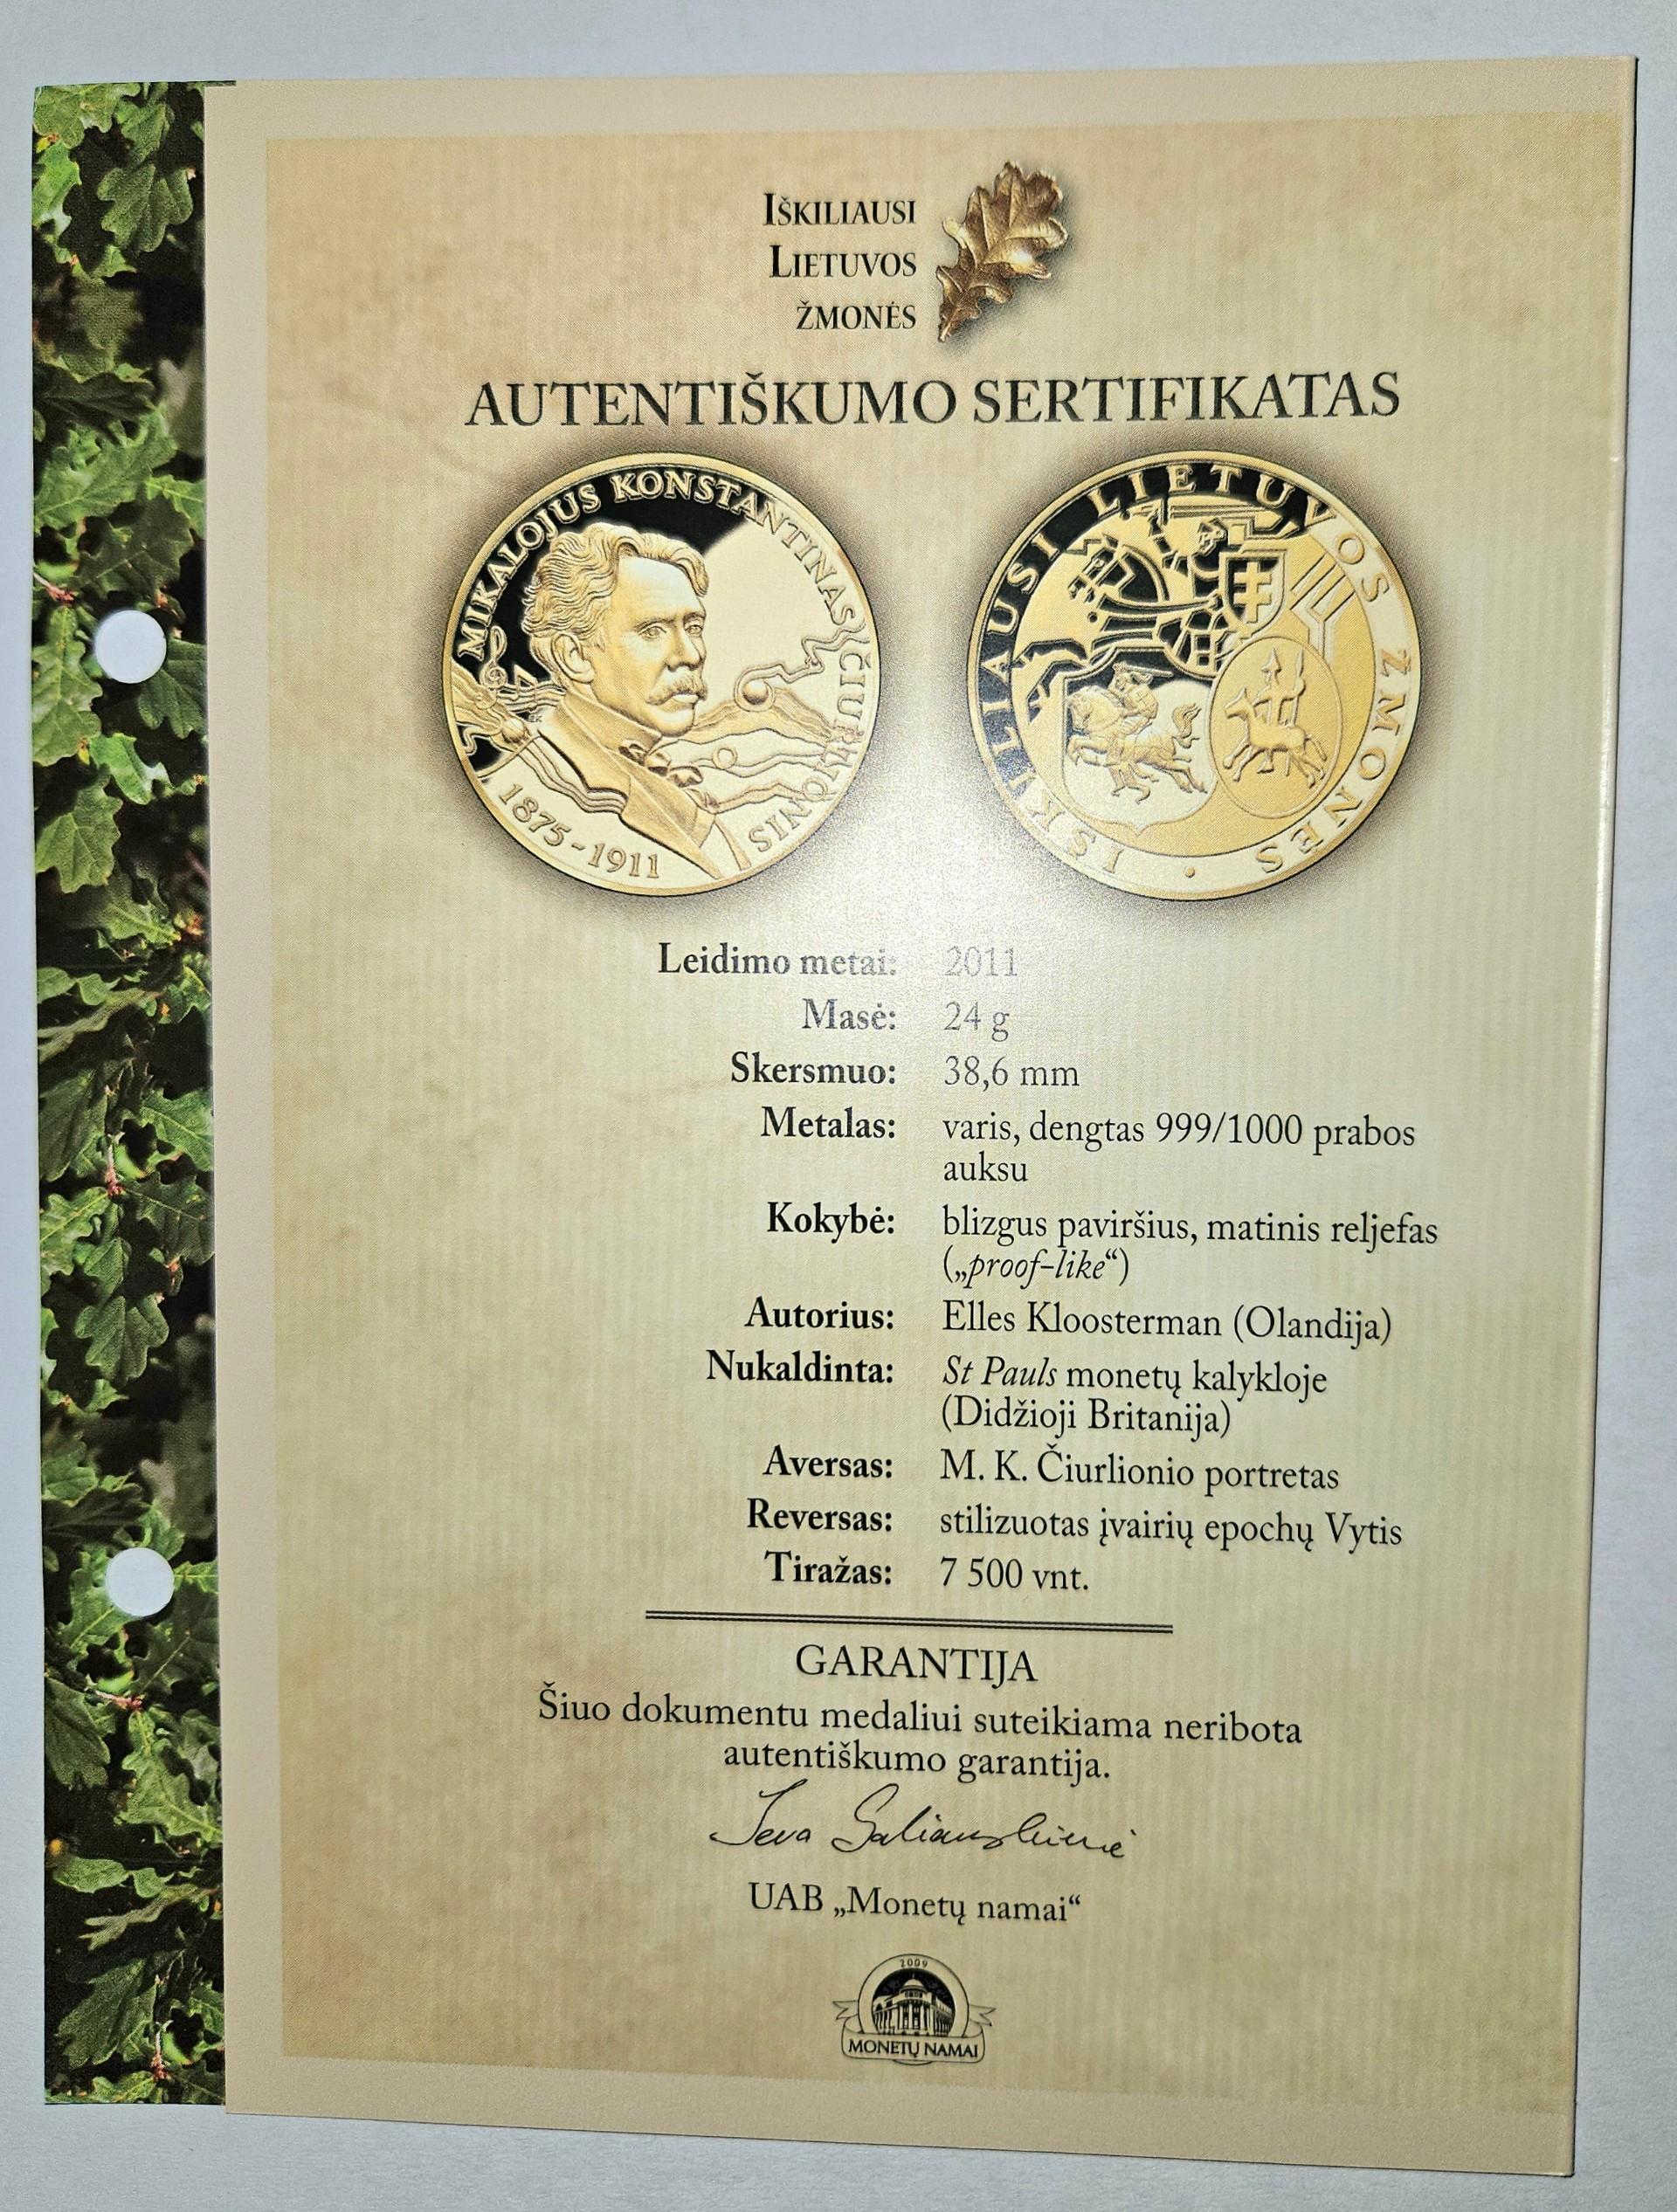 IŠKILIAUSI
LIETUVOS
ŽMONĖS
AUTENTIŠKUMO SERTIFIKATAS
MIKALOJUS KONSTANTINAS ČIURLIONIS
1875-1911
IŠKILIAUSI LIETUVOS ŽMONĖS
Leidimo metai: 2011
Masė: 24 g
Skersmuo: 38,6 mm
Metalas: varis, dengtas 999/1000 prabos
auksu
Kokybė: blizgus paviršius, matinis reljefas
(„proof-like“)
Autorius: Elles Kloosterman (Olandija)
Nukaldinta: St Pauls monetų kalykloje
(Didžioji Britanija)
Aversas: M. K. Čiurlionio portretas
Reversas: stilizuotas įvairių epochų Vytis
Tiražas: 7 500 vnt.
GARANTIJA
Šiuo dokumentu medaliui suteikiama neribota
autentiškumo garantija.
Ieva
UAB „Monetų namai“
2009
MONETŲ NAMAI